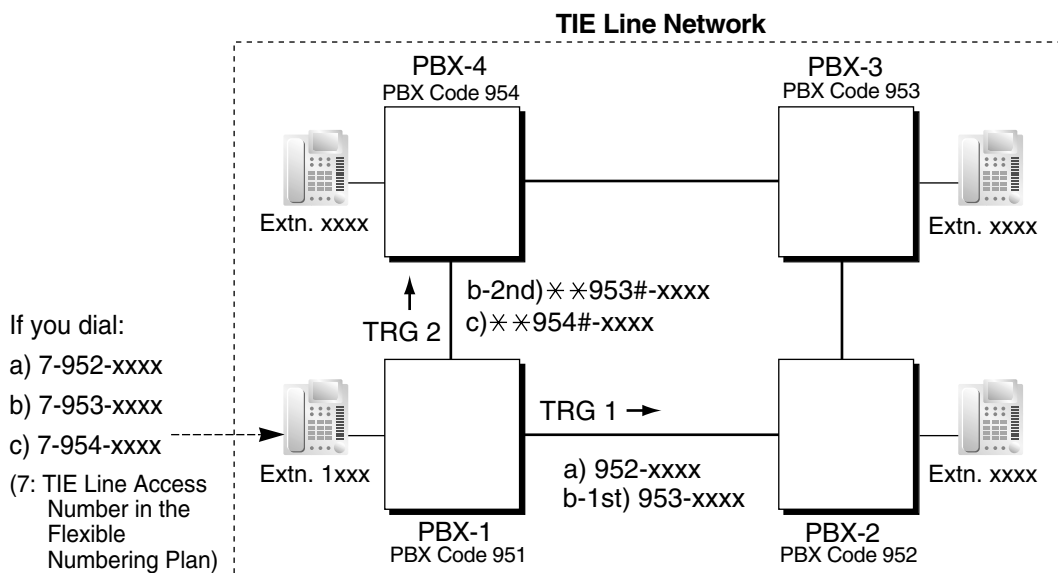 TIE Line Network
PBX-4
PBX Code 954
PBX-3
PBX Code 953
Extn. xxxx
Extn. xxxx
b-2nd)✳✳953#-xxxx
c)✳✳954#-xxxx
TRG 2
If you dial:
a) 7-952-xxxx
b) 7-953-xxxx
c) 7-954-xxxx
(7: TIE Line Access
Number in the
Flexible
Numbering Plan)
Extn. 1xxx
TRG 1
a) 952-xxxx
b-1st) 953-xxxx
Extn. xxxx
PBX-1
PBX Code 951
PBX-2
PBX Code 952